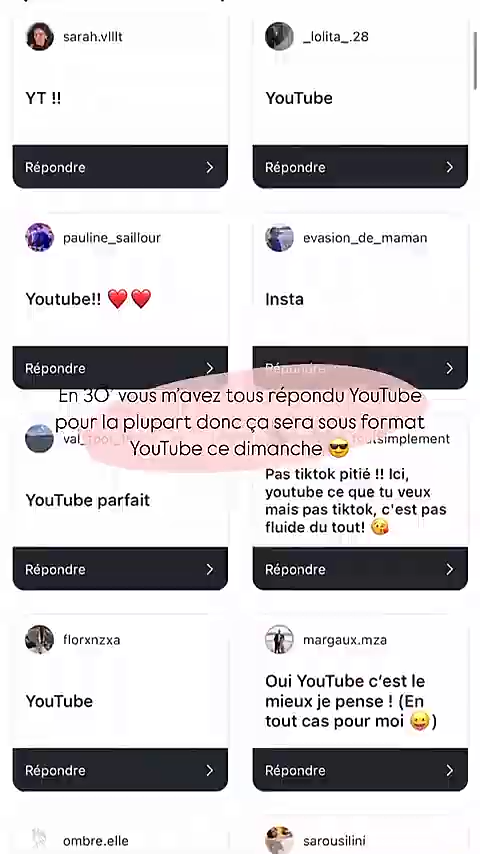 sarah.vlllt
_lolita_.28
YT !!
YouTube
Répondre
Répondre
pauline_saillour
evasion_de_maman
Youtube!! ❤️❤️
Insta
Répondre
Répondre
En 30' vous m'avez tous répondu YouTube
pour la plupart donc ça sera sous format
YouTube ce dimanche 😎
YouTube parfait
Pas tiktok pitié !! Ici,
youtube ce que tu veux
mais pas tiktok, c'est pas
fluide du tout! 😘
Répondre
Répondre
florxnzxa
margaux.mza
YouTube
Oui YouTube c'est le
mieux je pense ! (En
tout cas pour moi 😛)
Répondre
Répondre
ombre.elle
sarousilini